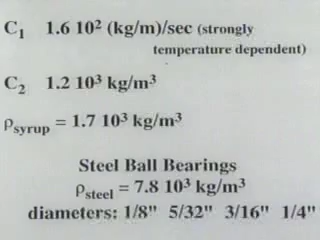 C₁ 1.6 10² (kg/m)/sec (strongly
temperature dependent)
C₂ 1.2 10³ kg/m³
ρsyrup = 1.7 10³ kg/m³
Steel Ball Bearings
ρsteel = 7.8 10³ kg/m³
diameters: 1/8" 5/32" 3/16" 1/4"